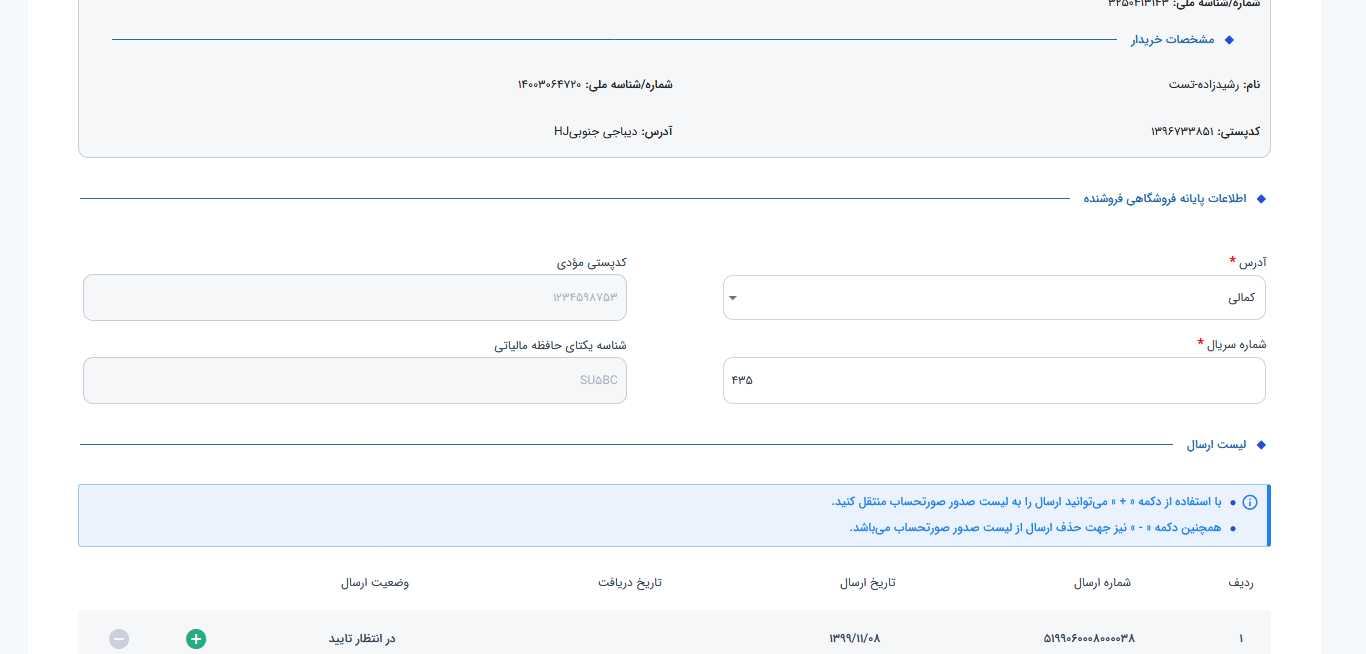 شماره/شناسه ملی: ۳۲۵۰۴۱۳۱۴۳
مشخصات خریدار
نام: رشیدزاده-تست
شماره/شناسه ملی: ۱۴۰۰۳۰۶۴۷۲۰
کدپستی: ۱۳۹۶۷۳۳۸۵۱
آدرس: دیباجی جنوبیHJ
اطلاعات پایانه فروشگاهی فروشنده
آدرس *
کدپستی مؤدی
کمالی
۱۲۳۴۵۹۸۷۵۳
شماره سریال *
شناسه یکتای حافظه مالیاتی
۴۳۵
SU۵BC
لیست ارسال
با استفاده از دکمه « + » می‌توانید ارسال را به لیست صدور صورتحساب منتقل کنید.
همچنین دکمه « - » نیز جهت حذف ارسال از لیست صدور صورتحساب می‌باشد.
ردیف شماره ارسال تاریخ ارسال تاریخ دریافت وضعیت ارسال
۱ ۵۱۹۹۰۶۰۰۰۸۰۰۰۰۳۸ ۱۳۹۹/۱۱/۰۸ در انتظار تایید